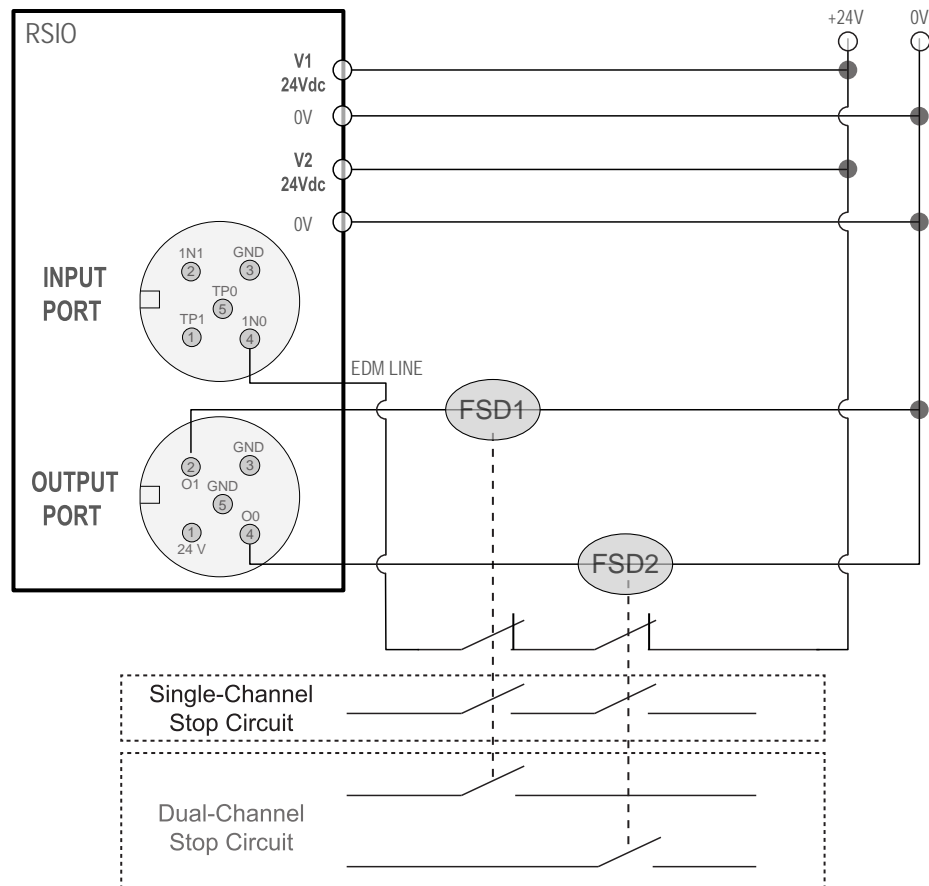 RSIO
+24V
0V
V1
24Vdc
0V
V2
24Vdc
0V
INPUT
PORT
1N1
2
GND
3
TP0
5
TP1
1
1N0
4
EDM LINE
FSD1
OUTPUT
PORT
2
O1
GND
3
GND
5
O0
4
1
24 V
FSD2
Single-Channel
Stop Circuit
Dual-Channel
Stop Circuit